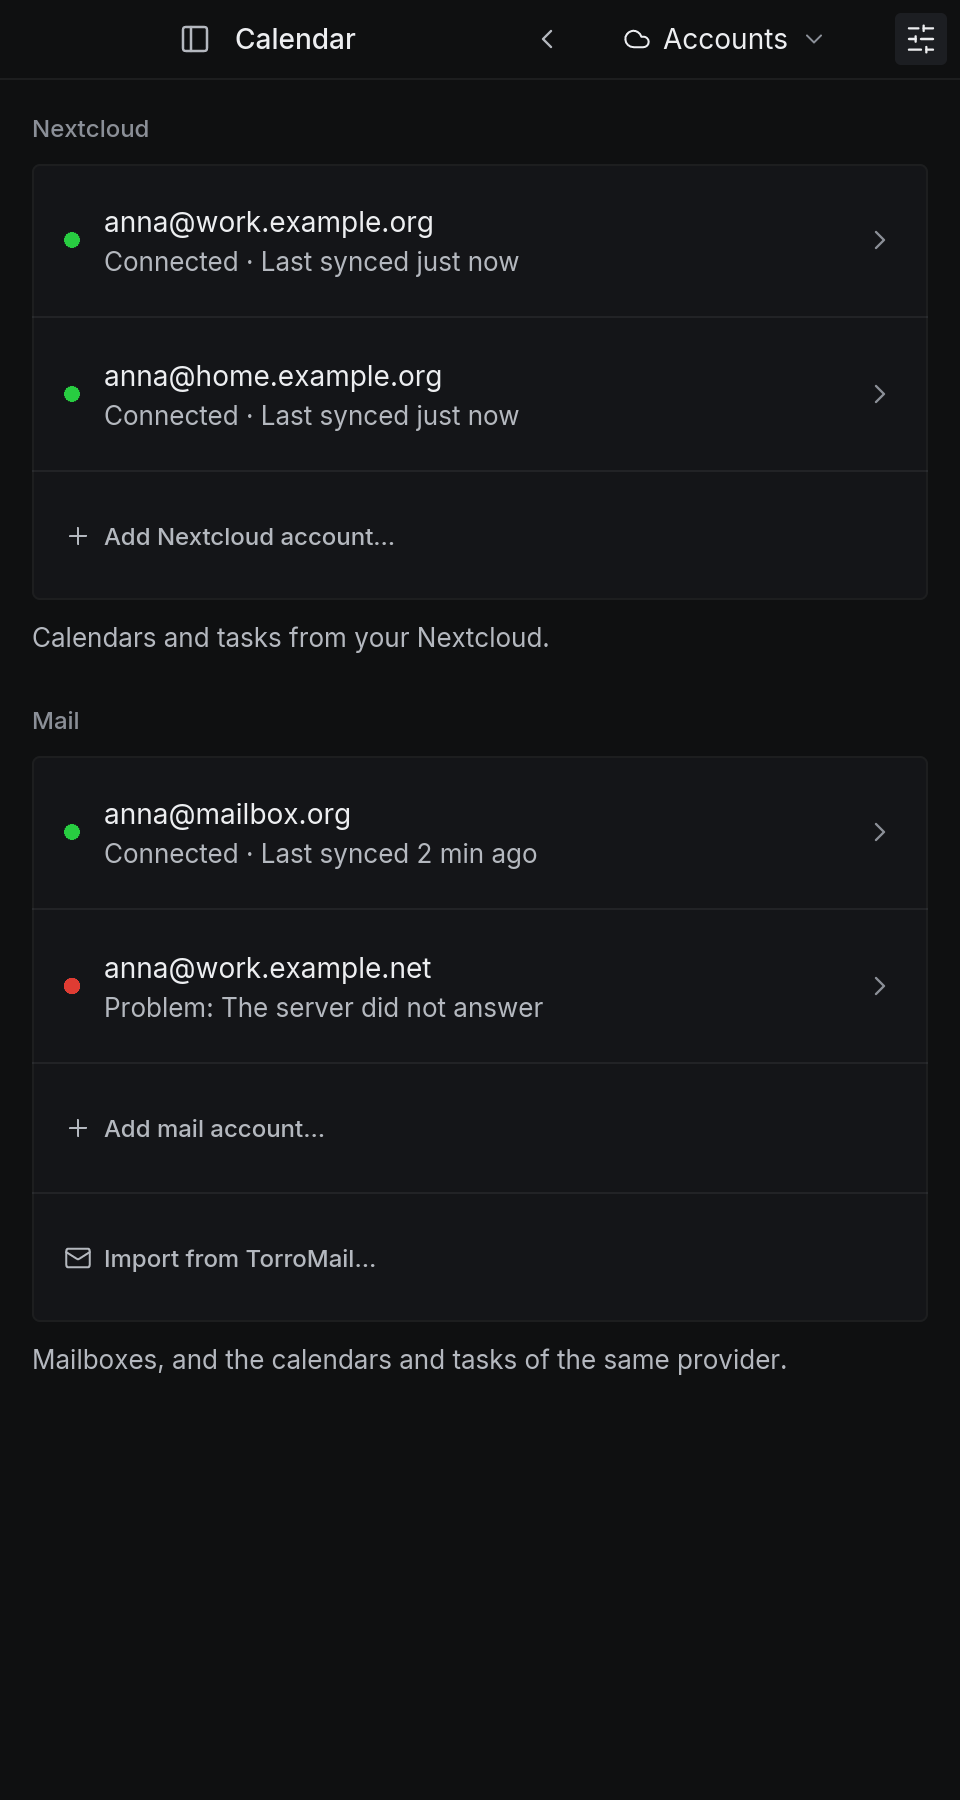 Calendar
Accounts
Nextcloud
anna@work.example.org
Connected · Last synced just now
anna@home.example.org
Connected · Last synced just now
Add Nextcloud account...
Calendars and tasks from your Nextcloud.
Mail
anna@mailbox.org
Connected · Last synced 2 min ago
anna@work.example.net
Problem: The server did not answer
Add mail account...
Import from TorroMail...
Mailboxes, and the calendars and tasks of the same provider.